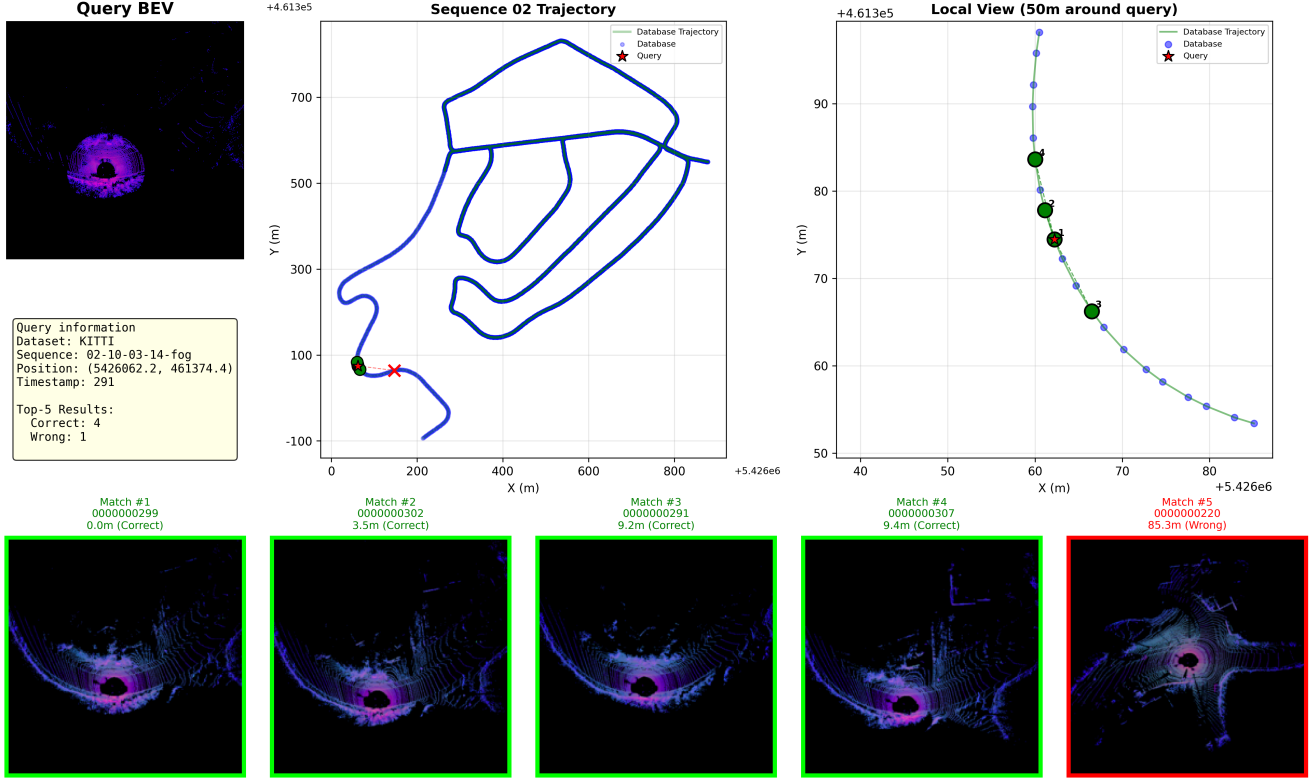 Query BEV
Query information
Dataset: KITTI
Sequence: 02-10-03-14-fog
Position: (5426062.2, 461374.4)
Timestamp: 291
Top-5 Results:
Correct: 4
Wrong: 1
+4.613e5
Sequence 02 Trajectory
Database Trajectory
Database
Query
700
500
300
100
-100
Y (m)
0
200
400
600
800
X (m)
+5.426e6
+4.613e5
Local View (50m around query)
Database Trajectory
Database
Query
90
80
70
60
50
Y (m)
4
2
1
3
40
50
60
70
80
X (m)
+5.426e6
Match #1
0000000299
0.0m (Correct)
Match #2
0000000302
3.5m (Correct)
Match #3
0000000291
9.2m (Correct)
Match #4
0000000307
9.4m (Correct)
Match #5
0000000220
85.3m (Wrong)